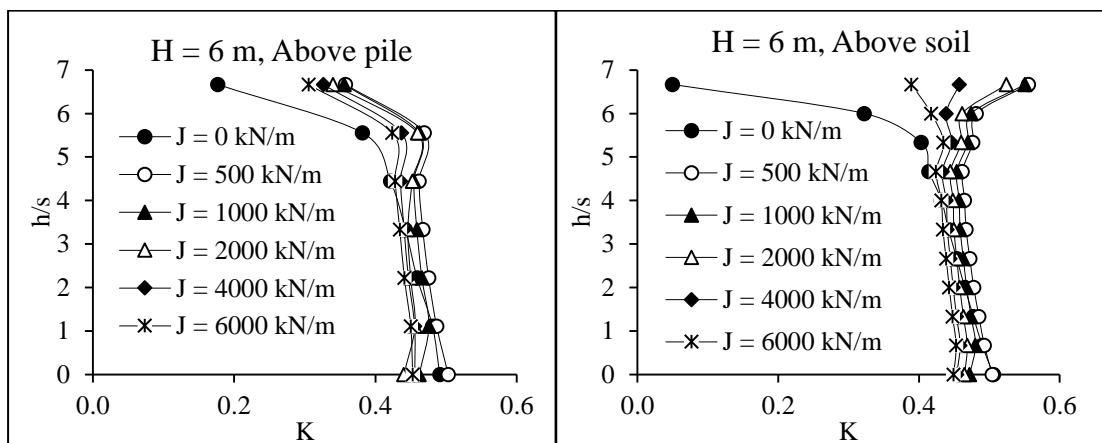 H = 6 m, Above pile
7
6
5
4
3
2
1
0
h/s
J = 0 kN/m
J = 500 kN/m
J = 1000 kN/m
J = 2000 kN/m
J = 4000 kN/m
J = 6000 kN/m
0.0 0.2 0.4 0.6
K
H = 6 m, Above soil
7
6
5
4
3
2
1
0
h/s
J = 0 kN/m
J = 500 kN/m
J = 1000 kN/m
J = 2000 kN/m
J = 4000 kN/m
J = 6000 kN/m
0.0 0.2 0.4 0.6
K